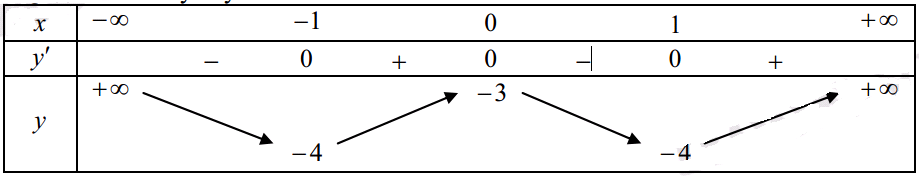 x −∞ −1 0 1 +∞
y′ − 0 + 0 − 0 +
+∞ −3 +∞
y
−4 −4